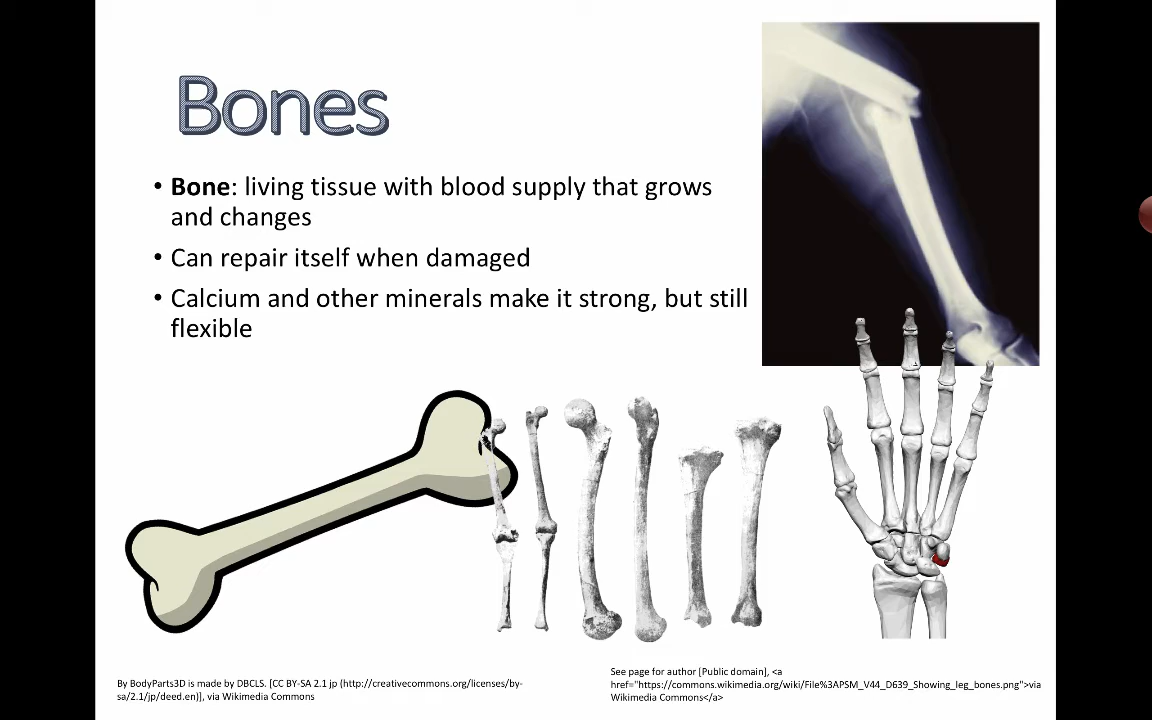 Bones
• Bone: living tissue with blood supply that grows
and changes
• Can repair itself when damaged
• Calcium and other minerals make it strong, but still
flexible
By BodyParts3D is made by DBCLS. [CC BY-SA 2.1 jp (http://creativecommons.org/licenses/by-
sa/2.1/jp/deed.en)], via Wikimedia Commons
See page for author [Public domain], <a
href="https://commons.wikimedia.org/wiki/File%3APSM_V44_D639_Showing_leg_bones.png">via
Wikimedia Commons</a>